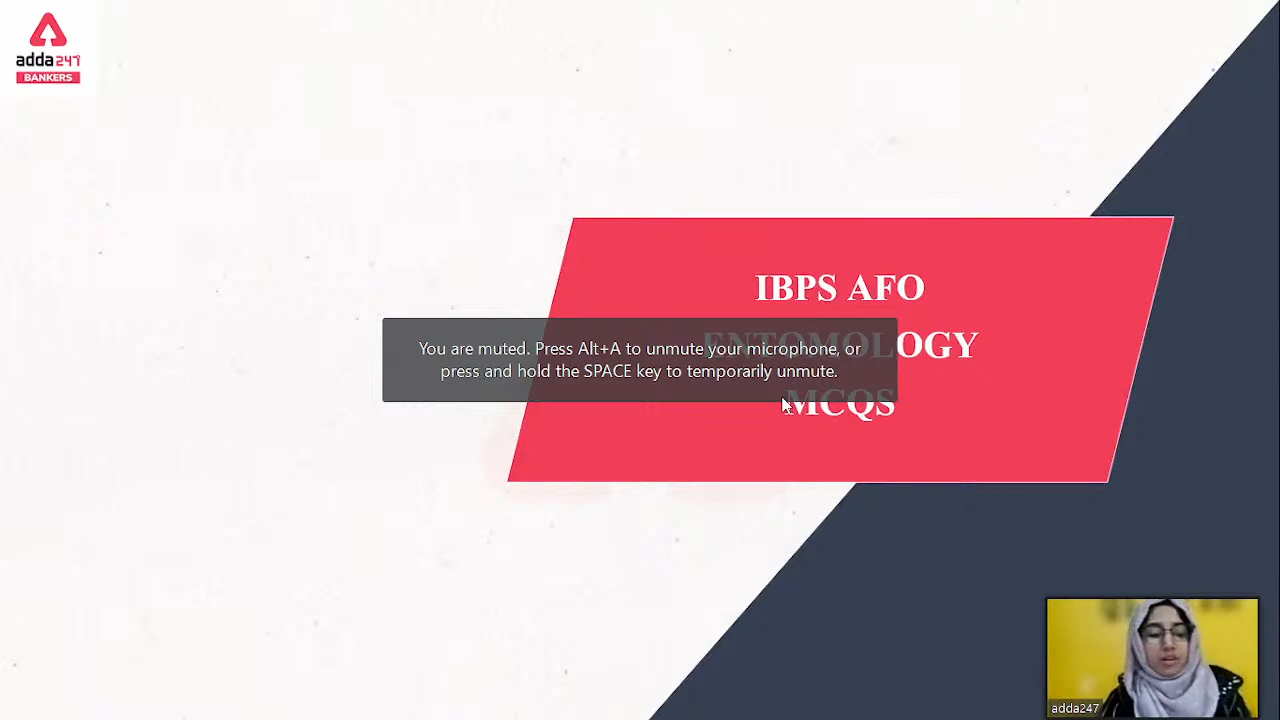 adda247
BANKERS
IBPS AFO
ENTOMOLOGY
MCQS
You are muted. Press Alt+A to unmute your microphone, or
press and hold the SPACE key to temporarily unmute.
adda247